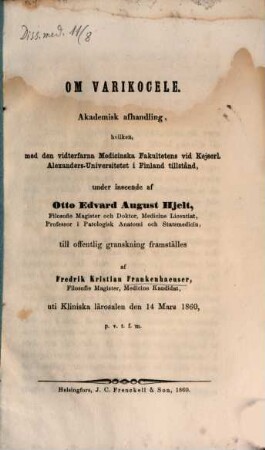 Diss. med. 11/8
OM VARIKOCELE.
Akademisk afhandling,
hvilken,
med den vidterfarna Medicinska Fakultetens vid Kejserl.
Alexanders-Universitetet i Finland tillstånd,
under inseende af
Otto Edvard August Hjelt,
Filosofie Magister och Doktor, Medicine Licentiat,
Professor i Patologisk Anatomi och Statsmedicin,
till offentlig granskning framställes
af
Fredrik Kristian Frankenhaeuser,
Filosofie Magister, Medicine Kandidat,
uti Kliniska lärosalen den 14 Mars 1860,
p. v. t. f. m.
Helsingfors, J. C. Frenckell & Son, 1860.